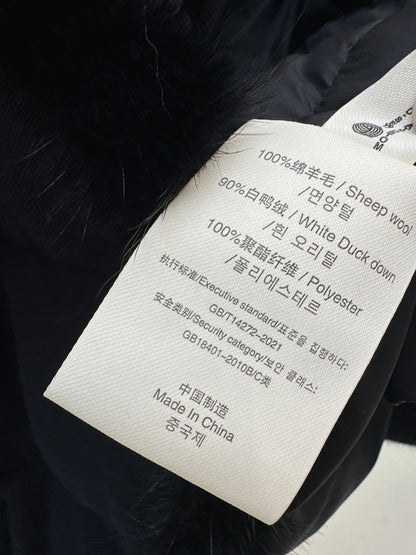 100%绵羊毛/Sheep wool
/면양털
90%白鸭绒/White Duck down
/흰 오리털
100%聚酯纤维/Polyester
/폴리에스테르
执行标准/Executive standard/표준을 집행하다:
GB/T14272-2021
安全类别/Security category/보안 클래스:
GB18401-2010B/C类
中国制造
Made In China
중국제